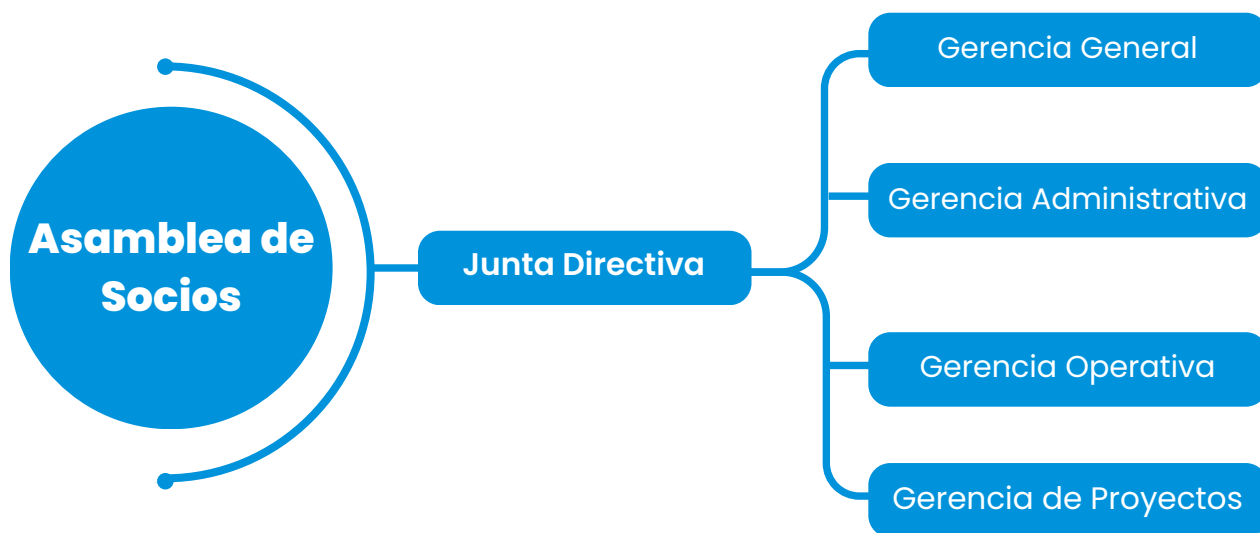 Asamblea de
Socios
Junta Directiva
Gerencia General
Gerencia Administrativa
Gerencia Operativa
Gerencia de Proyectos